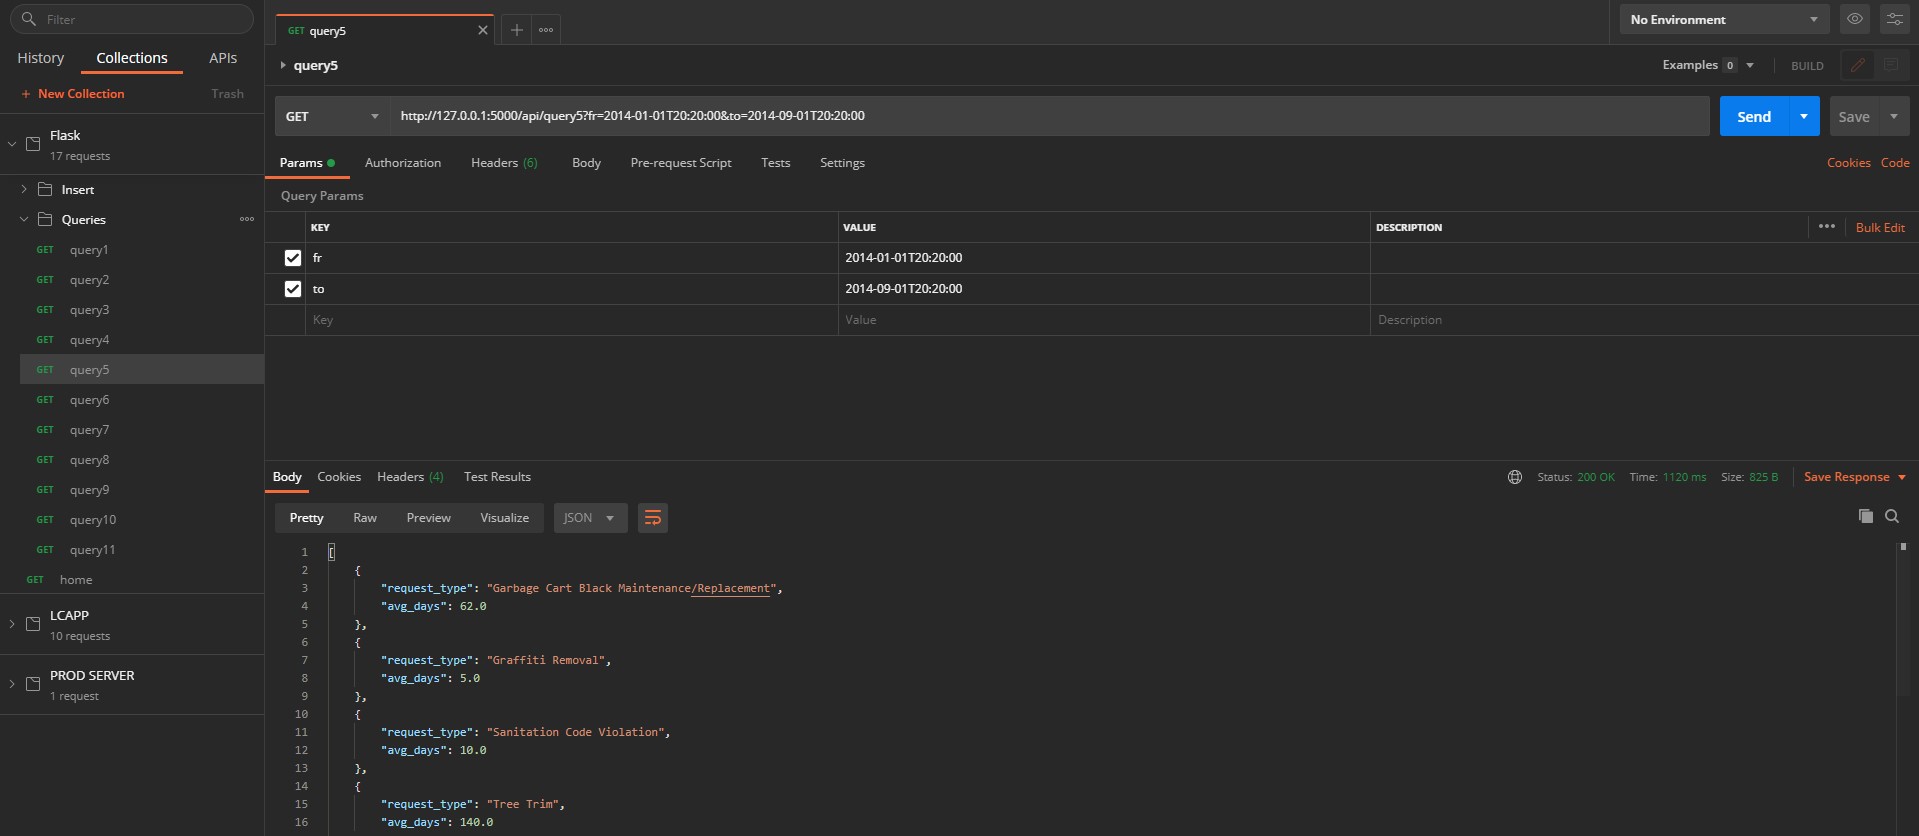 Filter
History Collections APIs
+ New Collection Trash
Flask
17 requests
Insert
Queries
GET query1
GET query2
GET query3
GET query4
GET query5
GET query6
GET query7
GET query8
GET query9
GET query10
GET query11
GET home
LCAPP
10 requests
PROD SERVER
1 request
GET query5
No Environment
query5
Examples 0 BUILD
GET http://127.0.0.1:5000/api/query5?fr=2014-01-01T20:20:00&to=2014-09-01T20:20:00 Send Save
Params Authorization Headers (6) Body Pre-request Script Tests Settings Cookies Code
Query Params
KEY VALUE DESCRIPTION ••• Bulk Edit
fr 2014-01-01T20:20:00
to 2014-09-01T20:20:00
Key Value Description
Body Cookies Headers (4) Test Results Status: 200 OK Time: 1120 ms Size: 825 B Save Response
Pretty Raw Preview Visualize JSON
1 [
2 {
3 "request_type": "Garbage Cart Black Maintenance/Replacement",
4 "avg_days": 62.0
5 },
6 {
7 "request_type": "Graffiti Removal",
8 "avg_days": 5.0
9 },
10 {
11 "request_type": "Sanitation Code Violation",
12 "avg_days": 10.0
13 },
14 {
15 "request_type": "Tree Trim",
16 "avg_days": 140.0